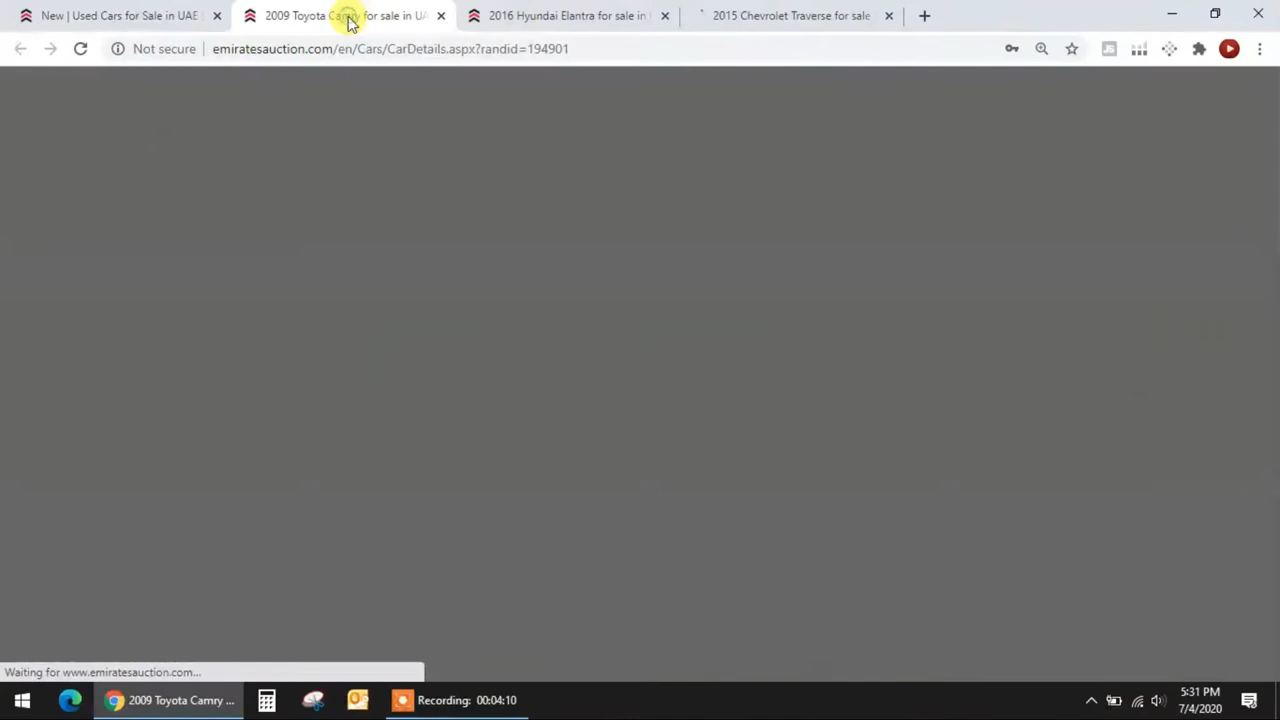 New | Used Cars for Sale in UAE
2009 Toyota Camry for sale in UA
2016 Hyundai Elantra for sale in
2015 Chevrolet Traverse for sale
Not secure
emiratesauction.com/en/Cars/CarDetails.aspx?randid=194901
JS
Waiting for www.emiratesauction.com...
2009 Toyota Camry ...
Recording: 00:04:10
5:31 PM
7/4/2020